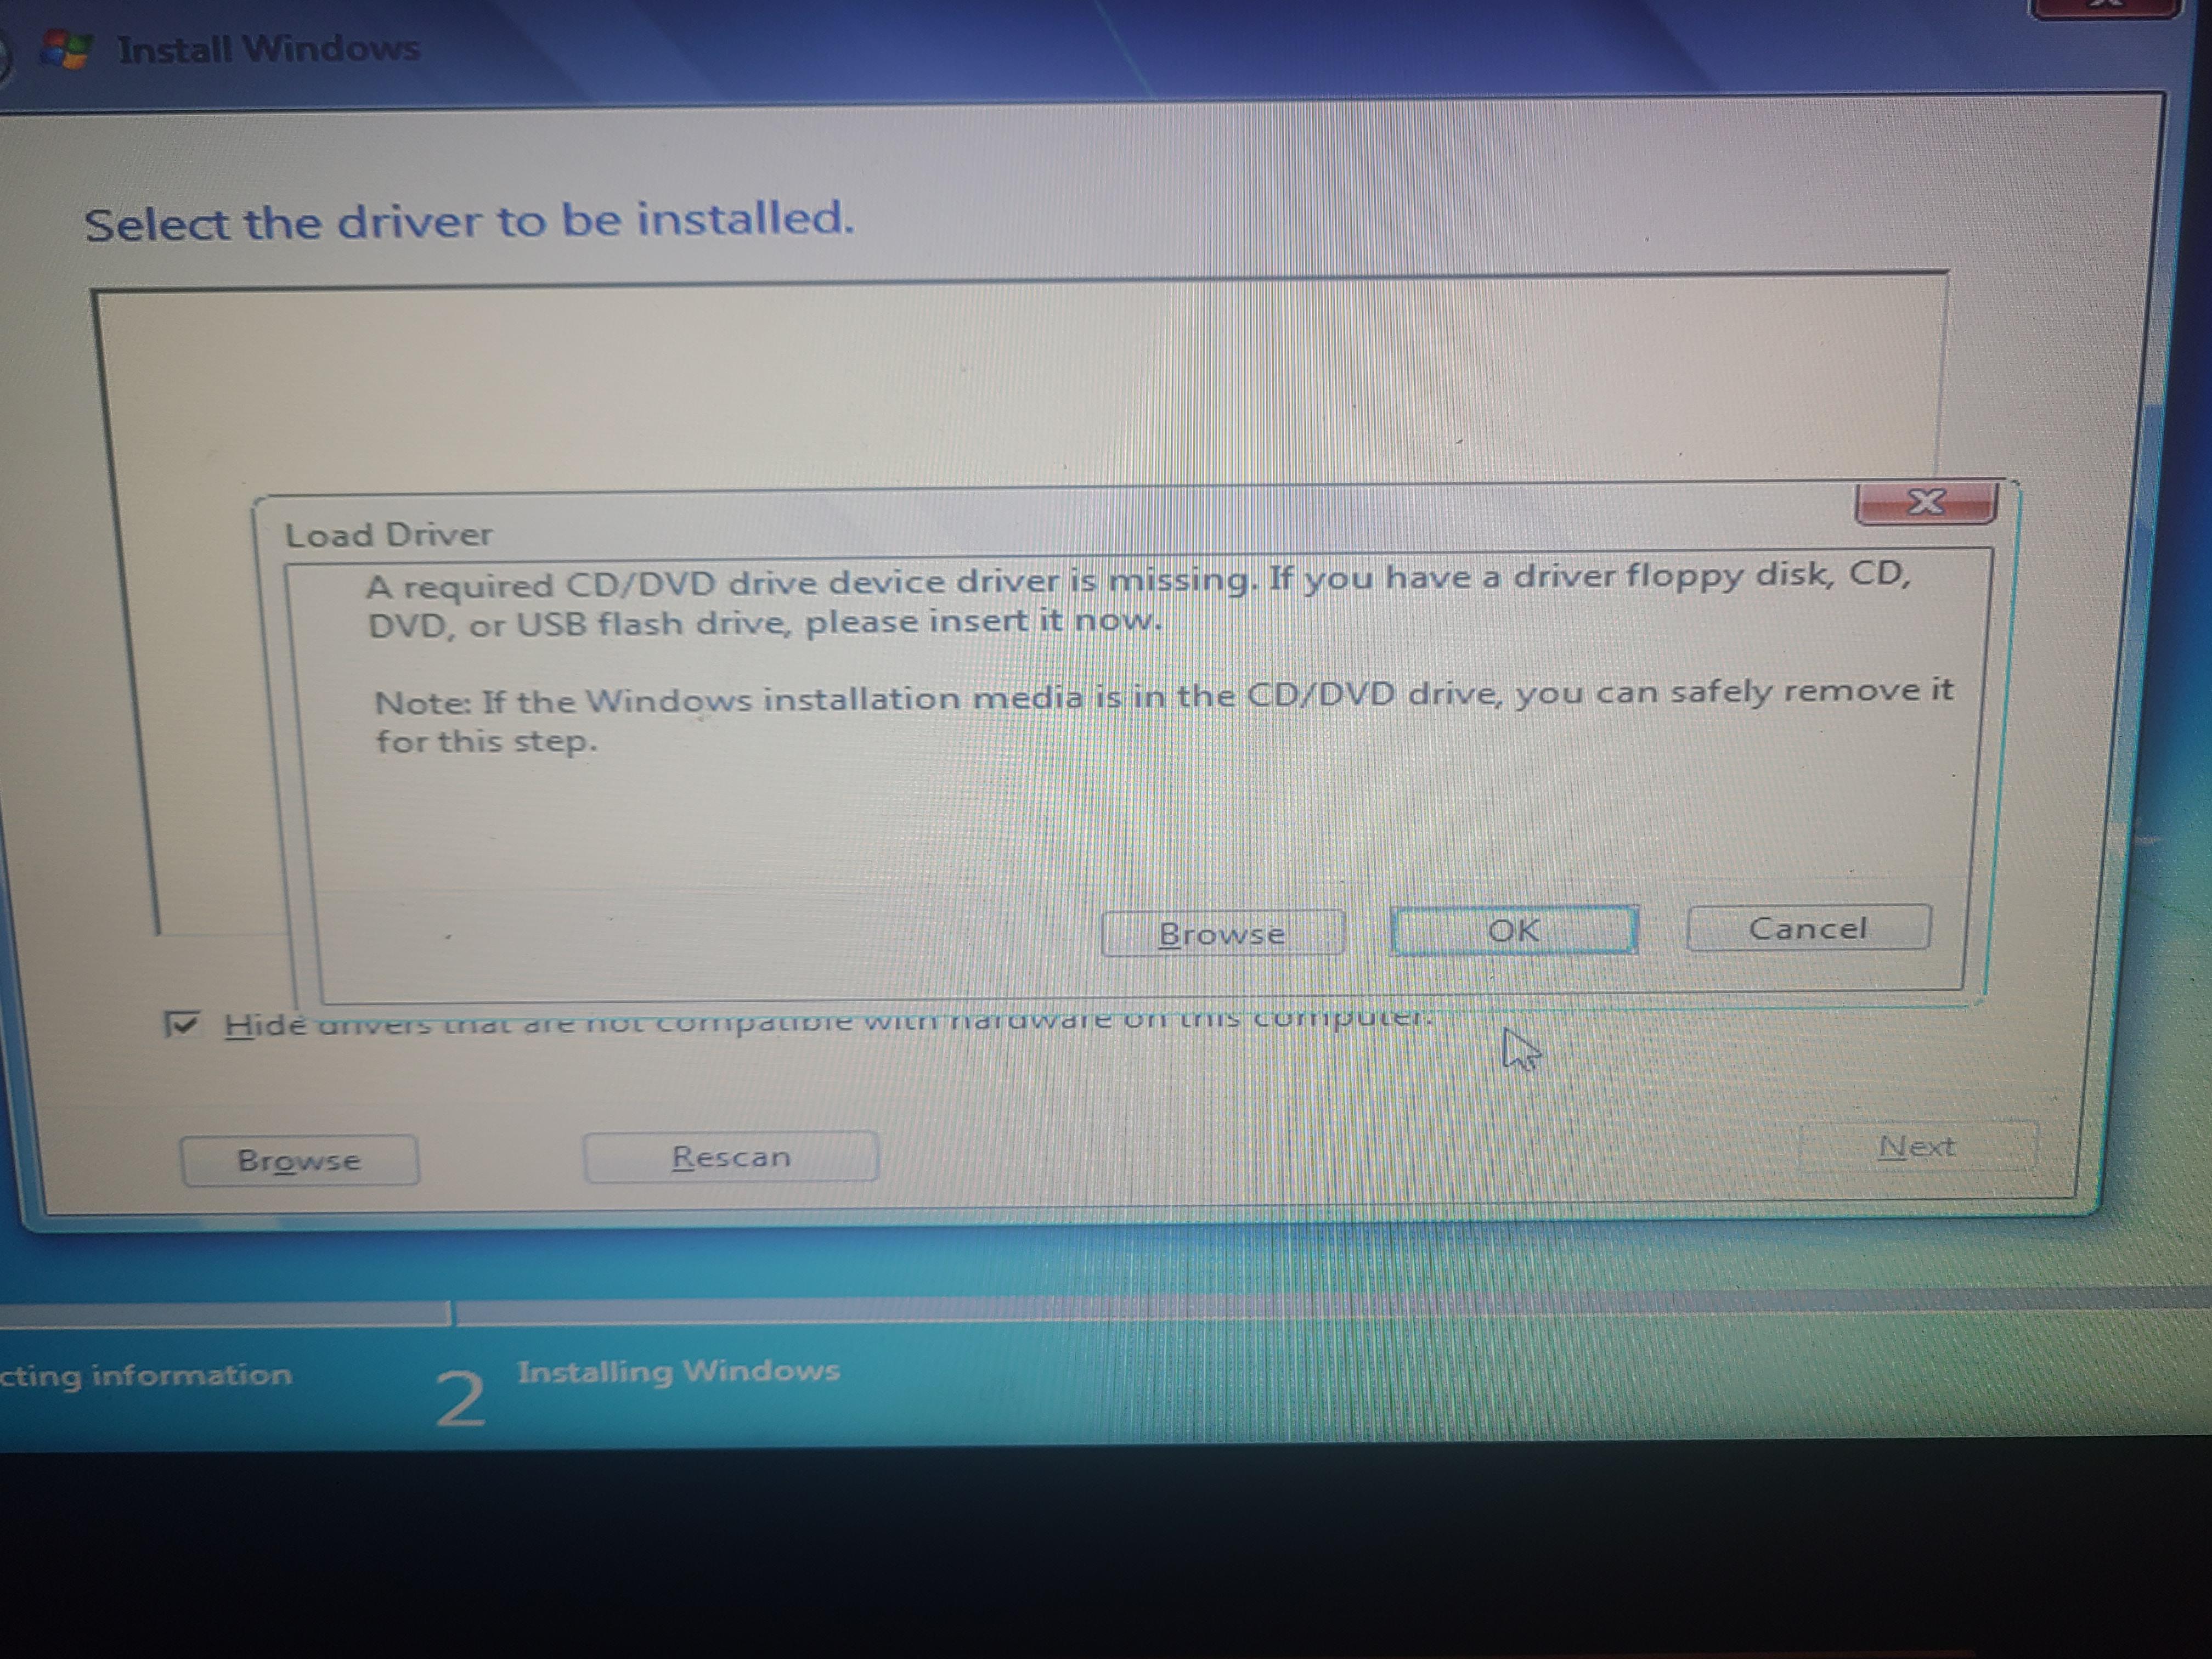 Install Windows
Select the driver to be installed.
Load Driver
A required CD/DVD drive device driver is missing. If you have a driver floppy disk, CD,
DVD, or USB flash drive, please insert it now.
Note: If the Windows installation media is in the CD/DVD drive, you can safely remove it
for this step.
Browse OK Cancel
Hide drivers that are not compatible with hardware on this computer.
Browse Rescan Next
cting information 2 Installing Windows